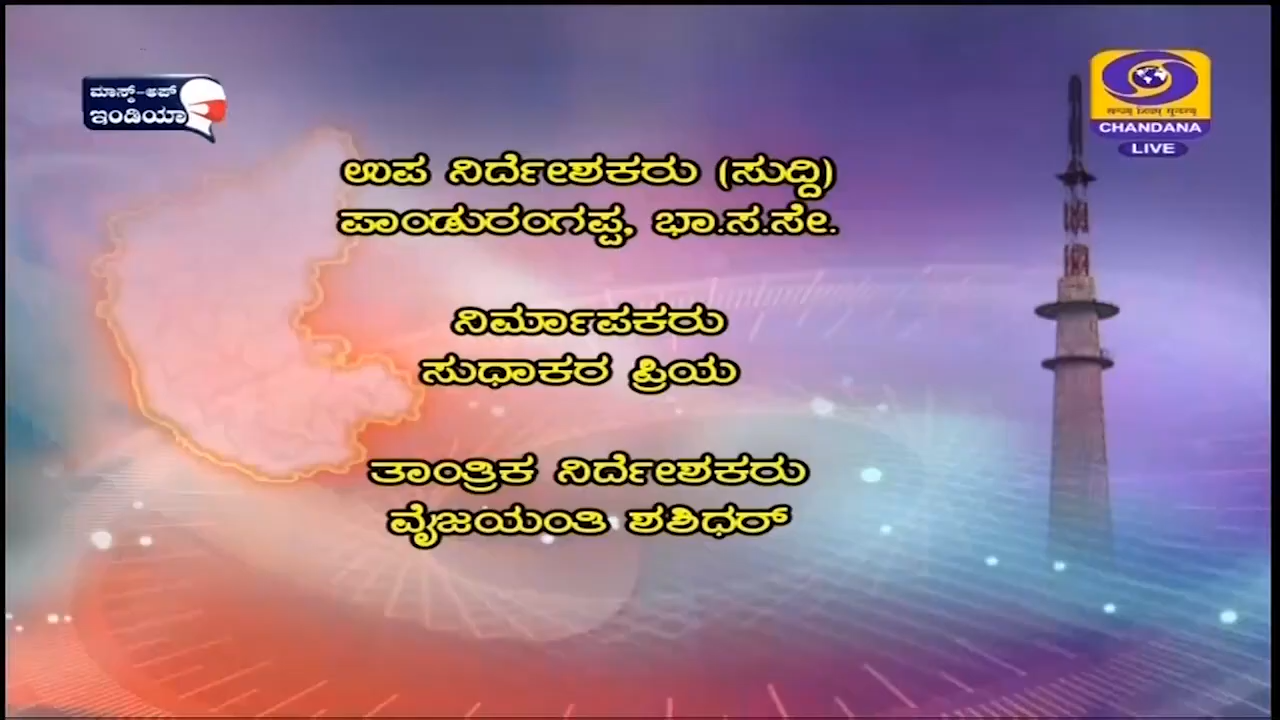 ಮಾಸ್ಕ್-ಅಪ್
ಇಂಡಿಯಾ
CHANDANA
LIVE
ಉಪ ನಿರ್ದೇಶಕರು (ಸುದ್ದಿ)
ಪಾಂಡುರಂಗಪ್ಪ, ಭಾ.ಸ.ಸೇ.
ನಿರ್ಮಾಪಕರು
ಸುಧಾಕರ ಪ್ರಿಯ
ತಾಂತ್ರಿಕ ನಿರ್ದೇಶಕರು
ವೈಜಯಂತಿ ಶಶಿಧರ್